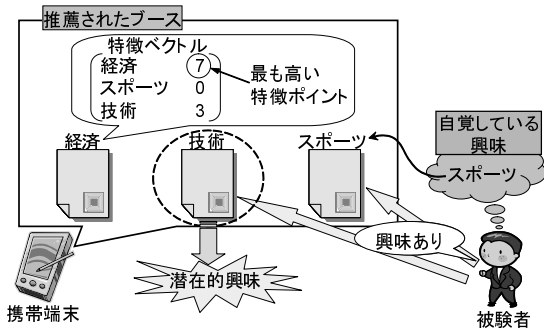 推薦されたブース
特徴ベクトル
経済 7
スポーツ 0
技術 3
最も高い
特徴ポイント
経済
技術
スポーツ
自覚している
興味
スポーツ
興味あり
潜在的興味
携帯端末
被験者